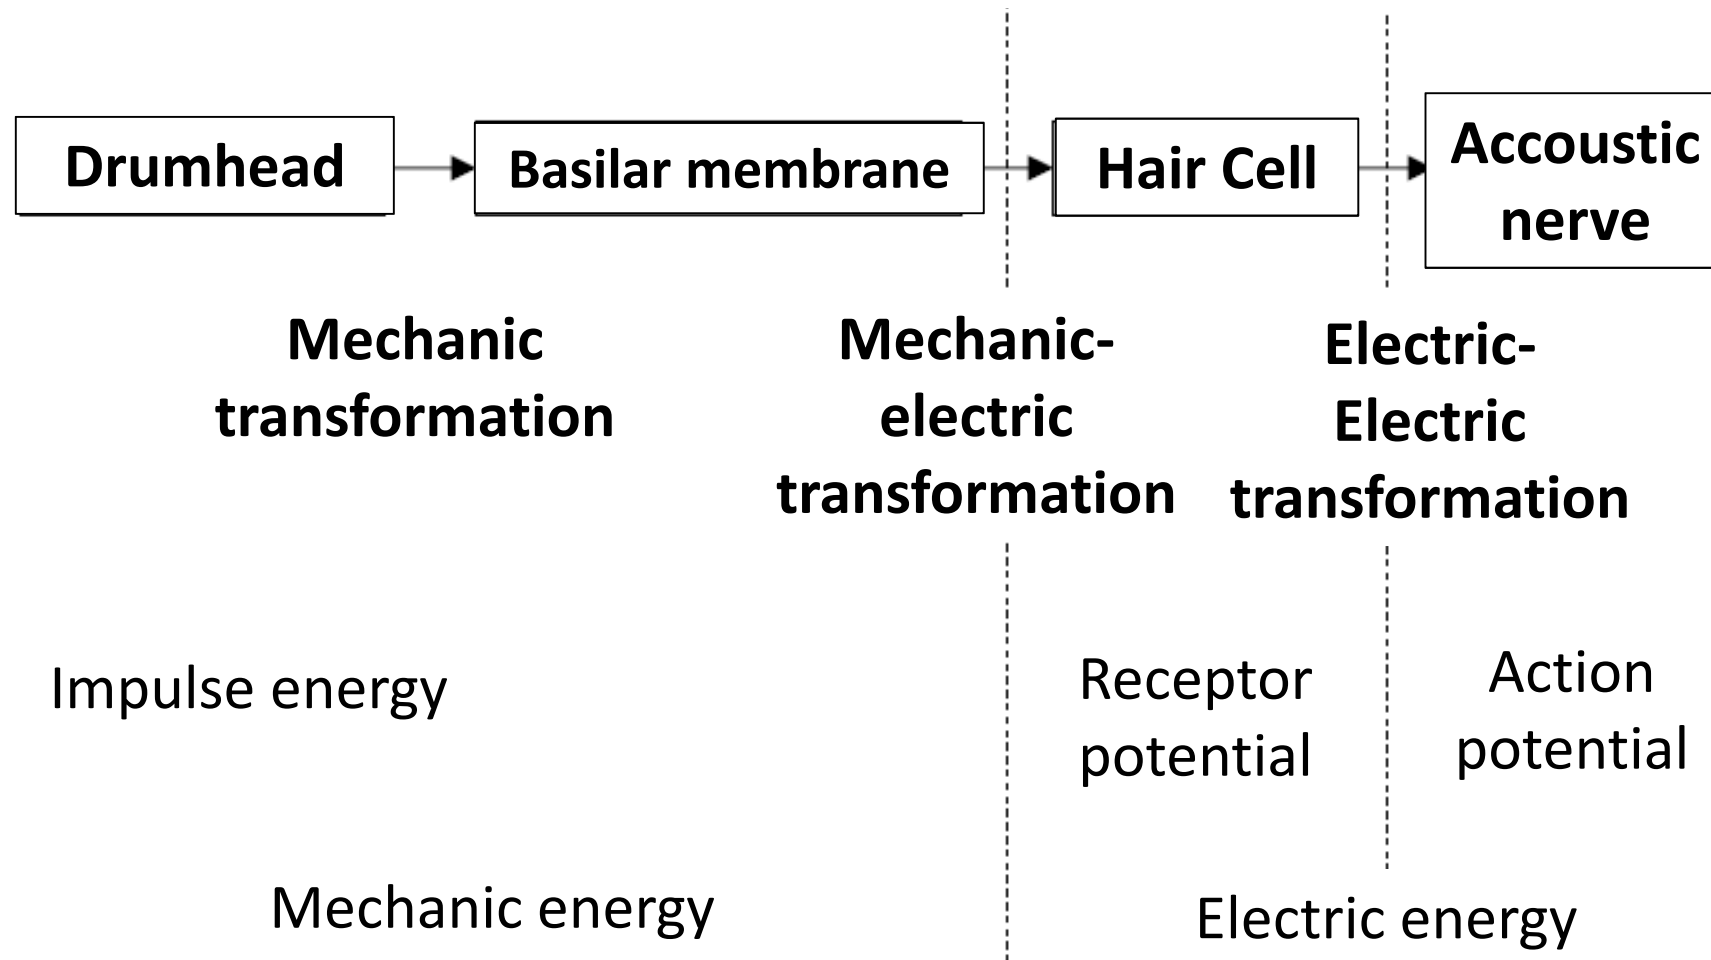 Drumhead
Basilar membrane
Hair Cell
Accoustic
nerve
Mechanic
transformation
Mechanic-
electric
transformation
Electric-
Electric
transformation
Impulse energy
Receptor
potential
Action
potential
Mechanic energy
Electric energy